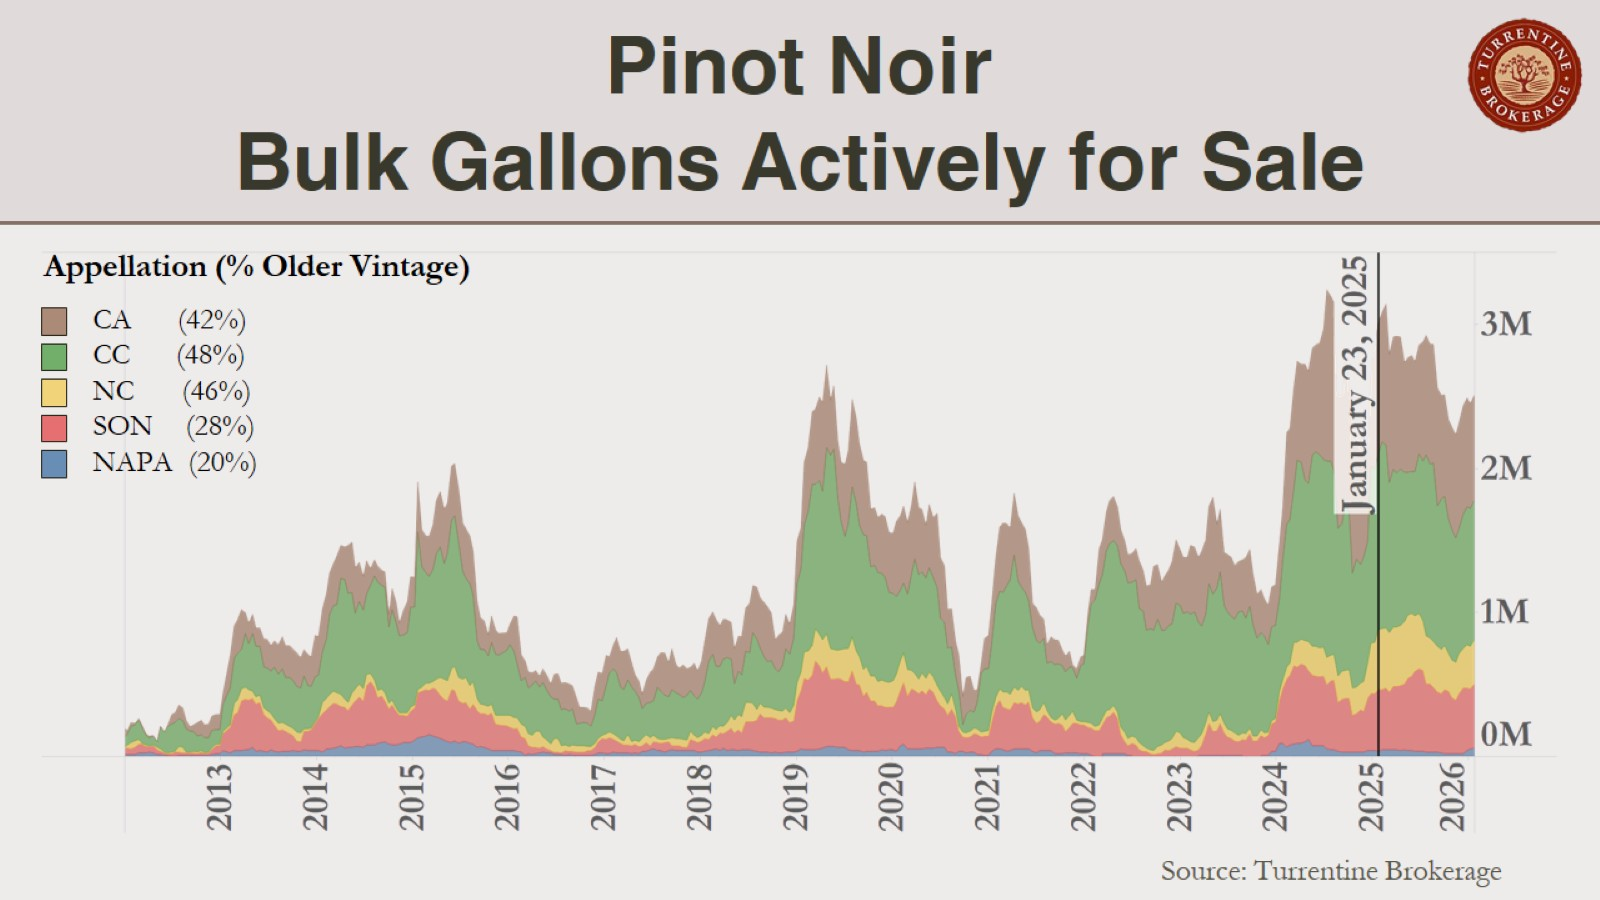 Pinot Noir
Bulk Gallons Actively for Sale
TURRENTINE
BROKERAGE
Appellation (% Older Vintage)
CA (42%)
CC (48%)
NC (46%)
SON (28%)
NAPA (20%)
January 23, 2025
3M
2M
1M
0M
2013 2014 2015 2016 2017 2018 2019 2020 2021 2022 2023 2024 2025 2026
Source: Turrentine Brokerage